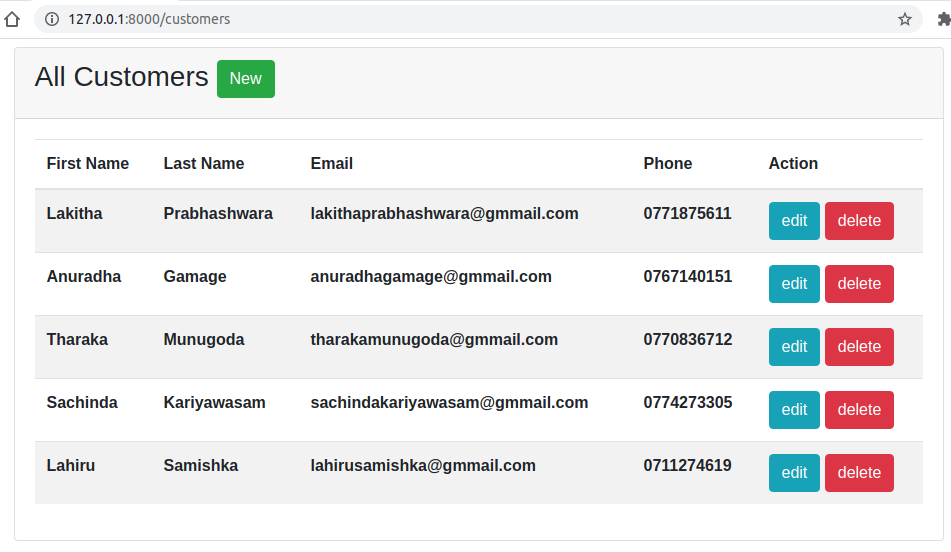 127.0.0.1:8000/customers
All Customers New
First Name Last Name Email Phone Action
Lakitha Prabhashwara lakithaprabhashwara@gmmail.com 0771875611 edit delete
Anuradha Gamage anuradhagamage@gmmail.com 0767140151 edit delete
Tharaka Munugoda tharakamunugoda@gmmail.com 0770836712 edit delete
Sachinda Kariyawasam sachindakariyawasam@gmmail.com 0774273305 edit delete
Lahiru Samishka lahirusamishka@gmmail.com 0711274619 edit delete